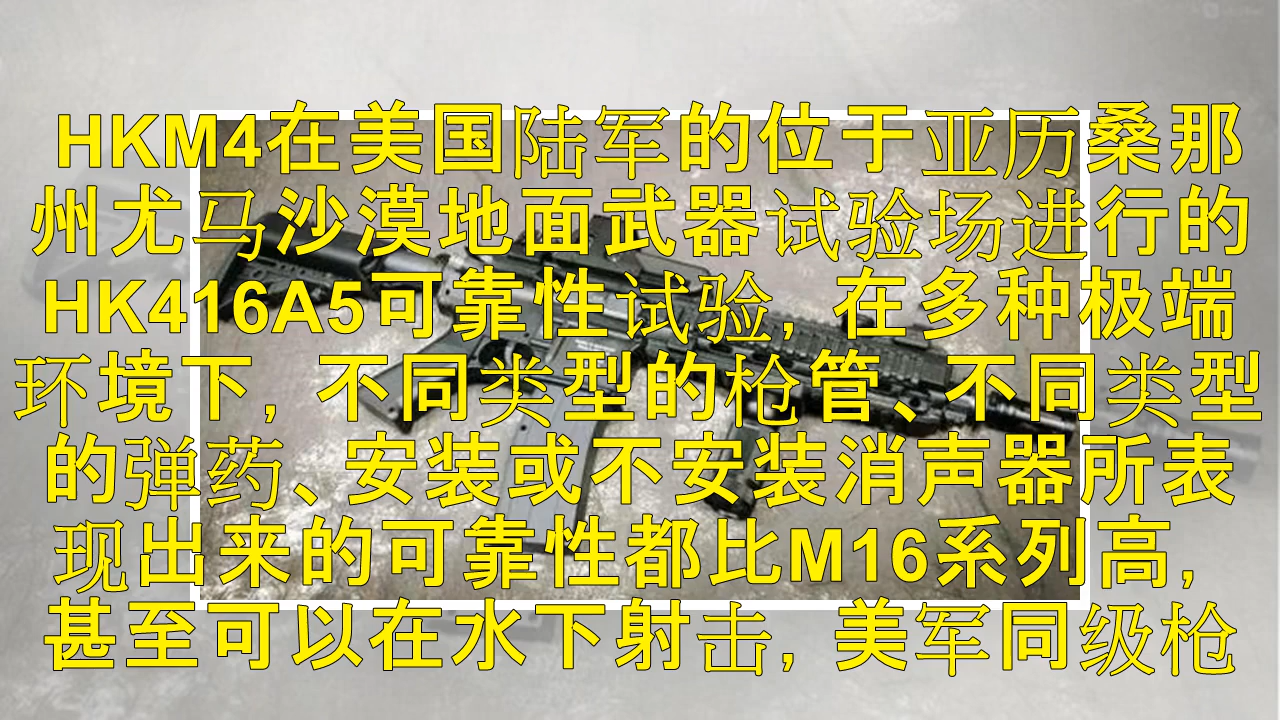 HKM4在美国陆军的位于亚历桑那
州尤马沙漠地面武器试验场进行的
HK416A5可靠性试验，在多种极端
环境下，不同类型的枪管、不同类型
的弹药、安装或不安装消声器所表
现出来的可靠性都比M16系列高，
甚至可以在水下射击，美军同级枪